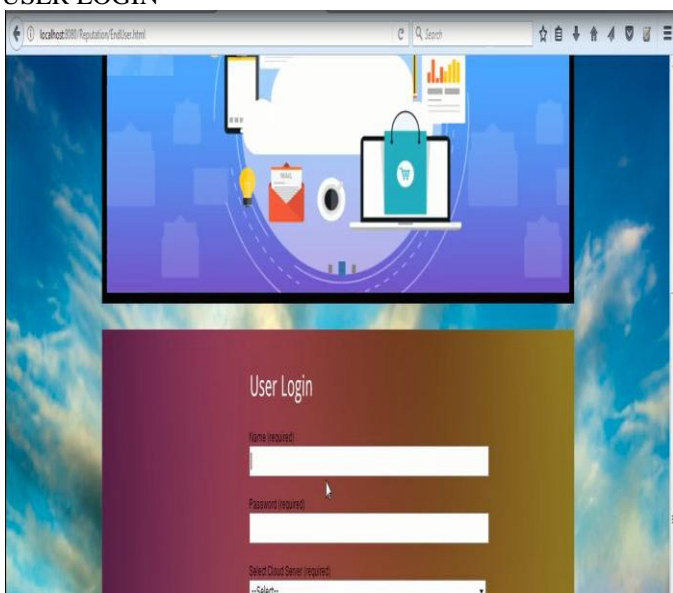 USER LOGIN
localhost:8080/Reputation/EndUser.html
Search
MAIL
User Login
Name (required)
Password (required)
Select Cloud Server (required)
--Select--